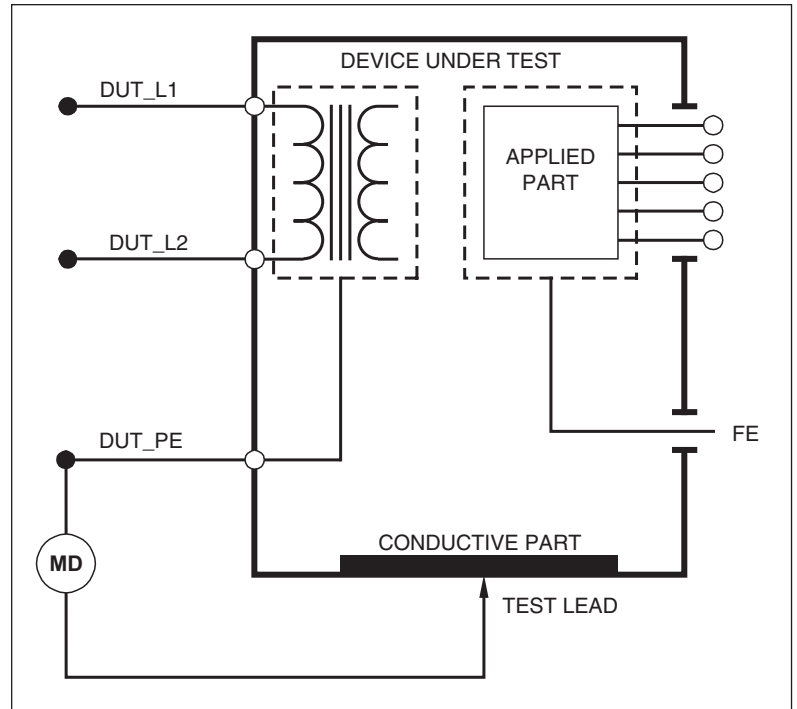 DEVICE UNDER TEST
DUT_L1
APPLIED
PART
DUT_L2
DUT_PE
FE
CONDUCTIVE PART
MD
TEST LEAD